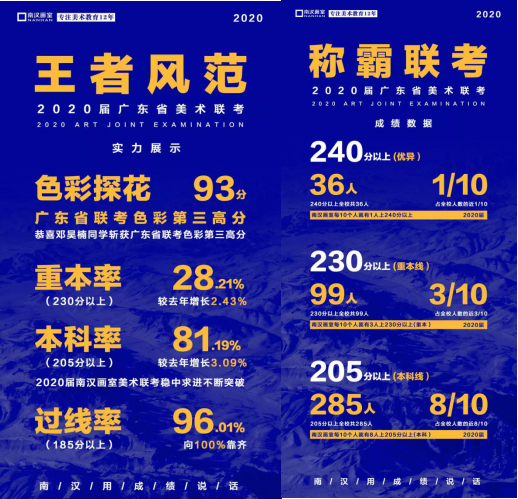 南汉画室
NANHAN
专注美术教育12年
2020
王者风范
2020届广东省美术联考
2020 ART JOINT EXAMINATION
实力展示
色彩探花 93分
广东省联考色彩第三高分
恭喜邓昊楠同学斩获广东省联考色彩第三高分
重本率 28.21%
(230分以上) 较去年增长2.43%
本科率 81.19%
(205分以上) 较去年增长3.09%
2020届南汉画室美术联考稳中求进不断突破
过线率 96.01%
(185分以上) 向100%靠齐
南/汉/用/成/绩/说/话
南汉画室
NANHAN
专注美术教育12年
2020
称霸联考
2020届广东省美术联考
2020 ART JOINT EXAMINATION
成绩数据
240分以上(优异)
36人 1/10
240分以上全校共36人 占全校人数的近1/10
南汉画室每10个人就有1人上240分以上 2020届
230分以上(重本线)
99人 3/10
230分以上全校共99人 占全校人数的近3/10
南汉画室每10个人就有3人上230分以上(重本) 2020届
205分以上(本科线)
285人 8/10
205分以上全校共285人 占全校人数的近8/10
南汉画室每10个人就有8人上205分以上(本科) 2020届
南/汉/用/成/绩/说/话